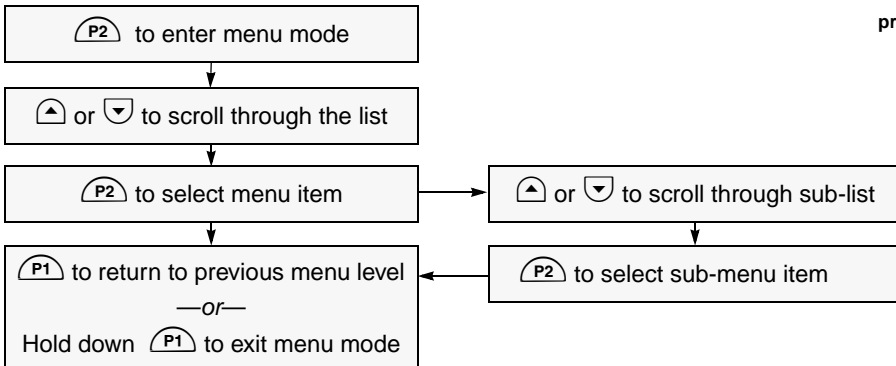 P2 to enter menu mode
pr
or to scroll through the list
P2 to select menu item
or to scroll through sub-list
P1 to return to previous menu level
—or—
Hold down P1 to exit menu mode
P2 to select sub-menu item